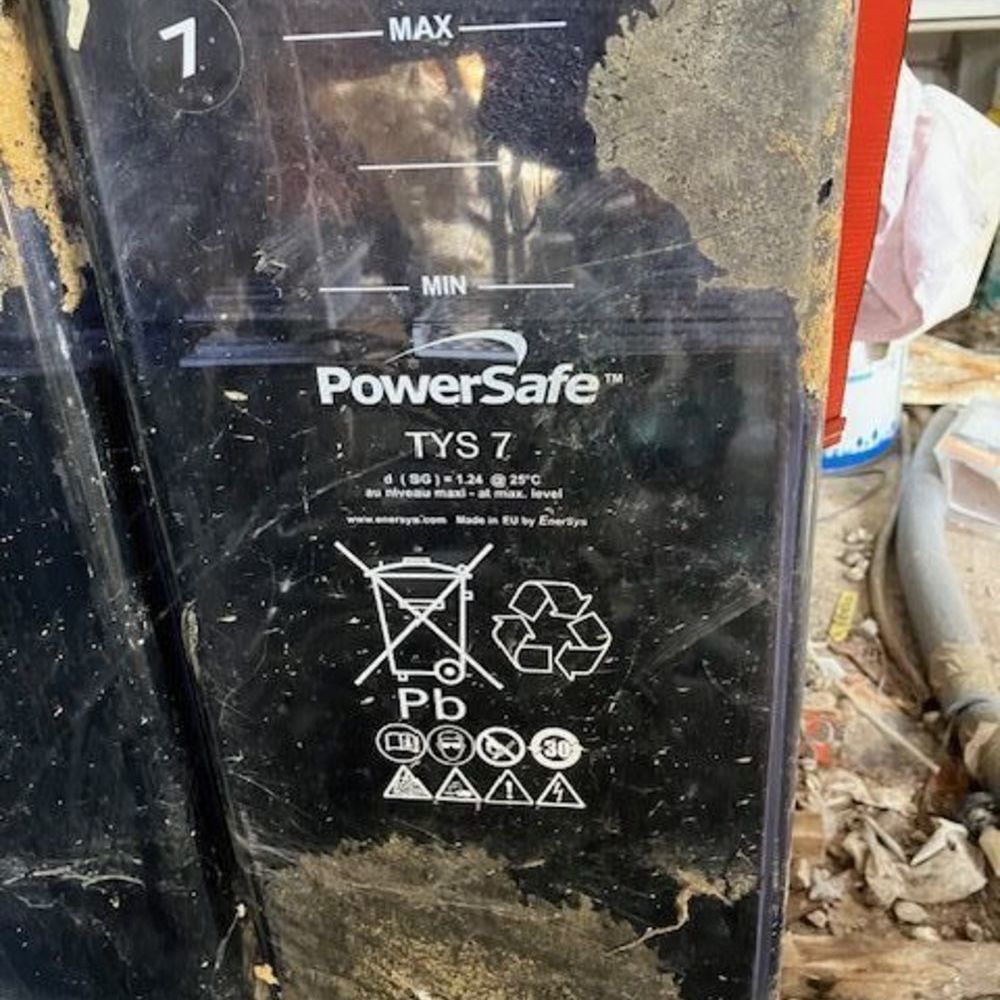 7
MAX
MIN
PowerSafe™
TYS 7
d ( SG ) = 1.24 @ 25°C
au niveau maxi - at max. level
www.enersys.com Made in EU by EnerSys
Pb
30